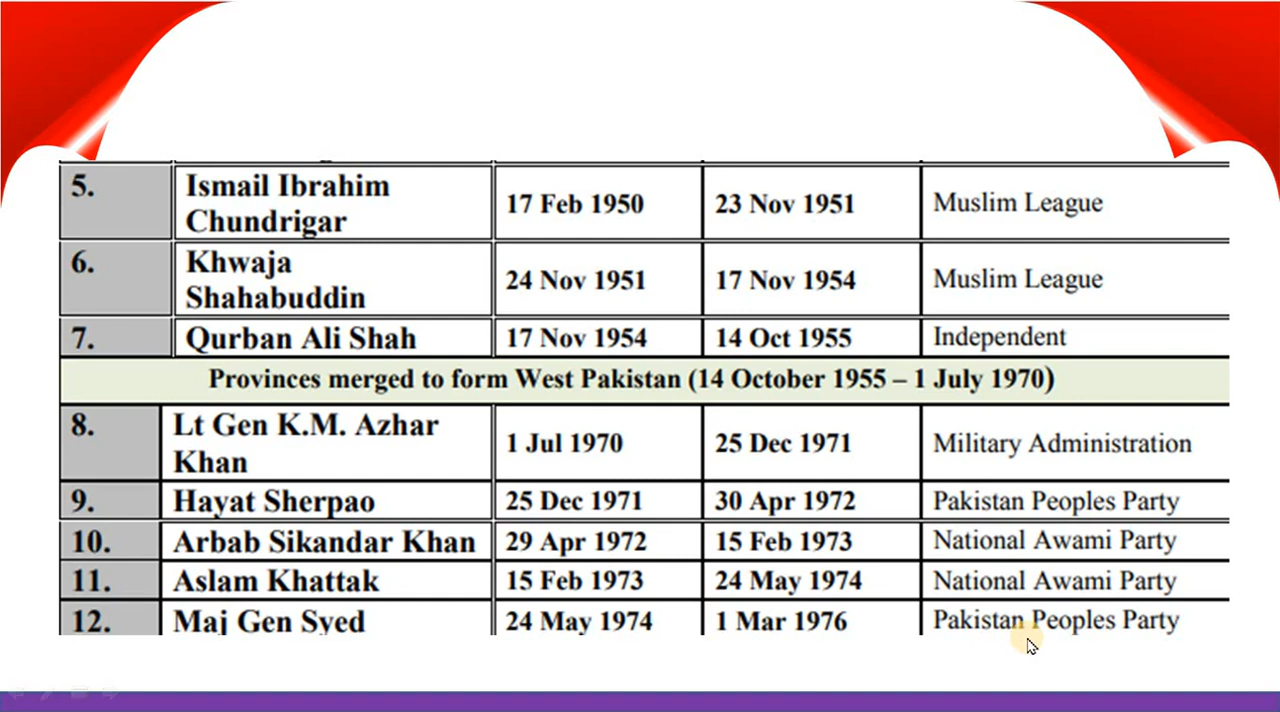 5. Ismail Ibrahim Chundrigar 17 Feb 1950 23 Nov 1951 Muslim League
6. Khwaja Shahabuddin 24 Nov 1951 17 Nov 1954 Muslim League
7. Qurban Ali Shah 17 Nov 1954 14 Oct 1955 Independent
Provinces merged to form West Pakistan (14 October 1955 – 1 July 1970)
8. Lt Gen K.M. Azhar Khan 1 Jul 1970 25 Dec 1971 Military Administration
9. Hayat Sherpao 25 Dec 1971 30 Apr 1972 Pakistan Peoples Party
10. Arbab Sikandar Khan 29 Apr 1972 15 Feb 1973 National Awami Party
11. Aslam Khattak 15 Feb 1973 24 May 1974 National Awami Party
12. Maj Gen Syed 24 May 1974 1 Mar 1976 Pakistan Peoples Party